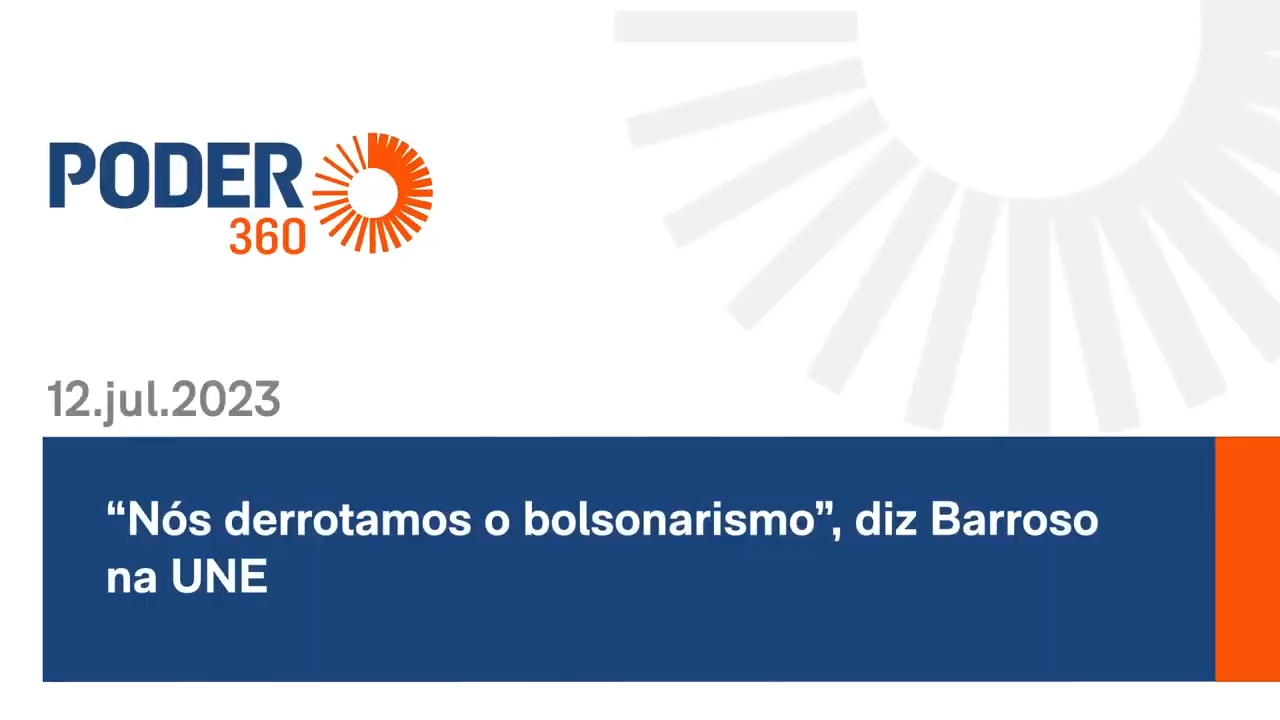 PODER
360
12.jul.2023
“Nós derrotamos o bolsonarismo”, diz Barroso
na UNE